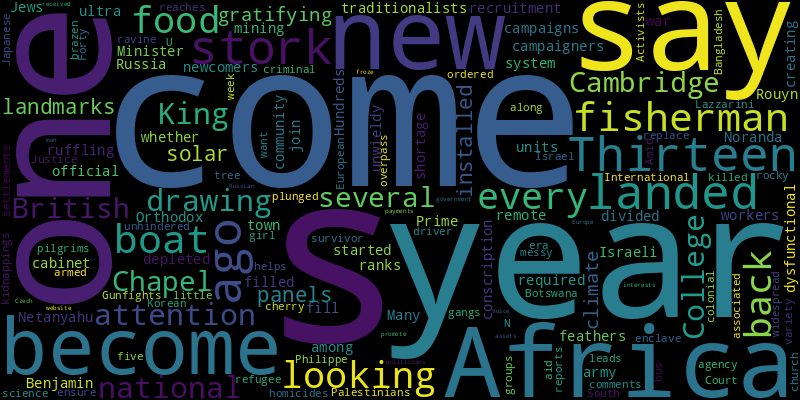 Jews
ultra
reaches
Japanese
brazen
Forty
received
ravine
U
Minister
Russia
food
gratifying
mining
stork
newcomers
criminal
week
traditionalists
recruitment
new
campaigns
campaigners
system
ordered
froze
say
war
Activists
Bangladesh
creating
Cambridge
Lazzarini
Rouyn
one
come
landmarks
King
whether
solar
official
ruffling
Justice
tree
community
want
join
European
Hundreds
unwieldy
overpass
shortage
installed
along
units
Israel
fisherman
replace
Amid
Noranda
Thirteen
International
killed
rocky
settlements
British
drawing
Orthodox
unhindered
Russian
plunged
several
every
landed
remote
divided
workers
Prime
payments
government
pilgrims
cabinet
armed
kidnappings
town
girl
boat
ago
depleted
filled
survivor
started
ranks
driver
S
year
era
messy
Israeli
College
back
dysfunctional
Europe
Chapel
panels
helps
cherry
fill
required
Botswana
climate
colonial
associated
widespread
variety
interests
Czech
website
Gunfights
little
Korean
Netanyahu
attention
Many
gangs
Voice
N
conscription
feathers
become
five
among
Philippe
promote
assets
politicians
Africa
groups
aid
reports
leads
army
comments
enclave
agency
Court
bus
church
Benjamin
science
ensure
national
refugee
homicides
looking
Palestinians
South